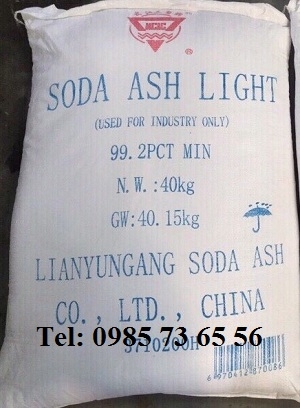 SODA ASH LIGHT
(USED FOR INDUSTRY ONLY)
99.2PCT MIN
N.W.:40kg
GW:40.15kg
LIANYUNGANG SODA ASH
CO., LTD., CHINA
Tel: 0985 73 65 56